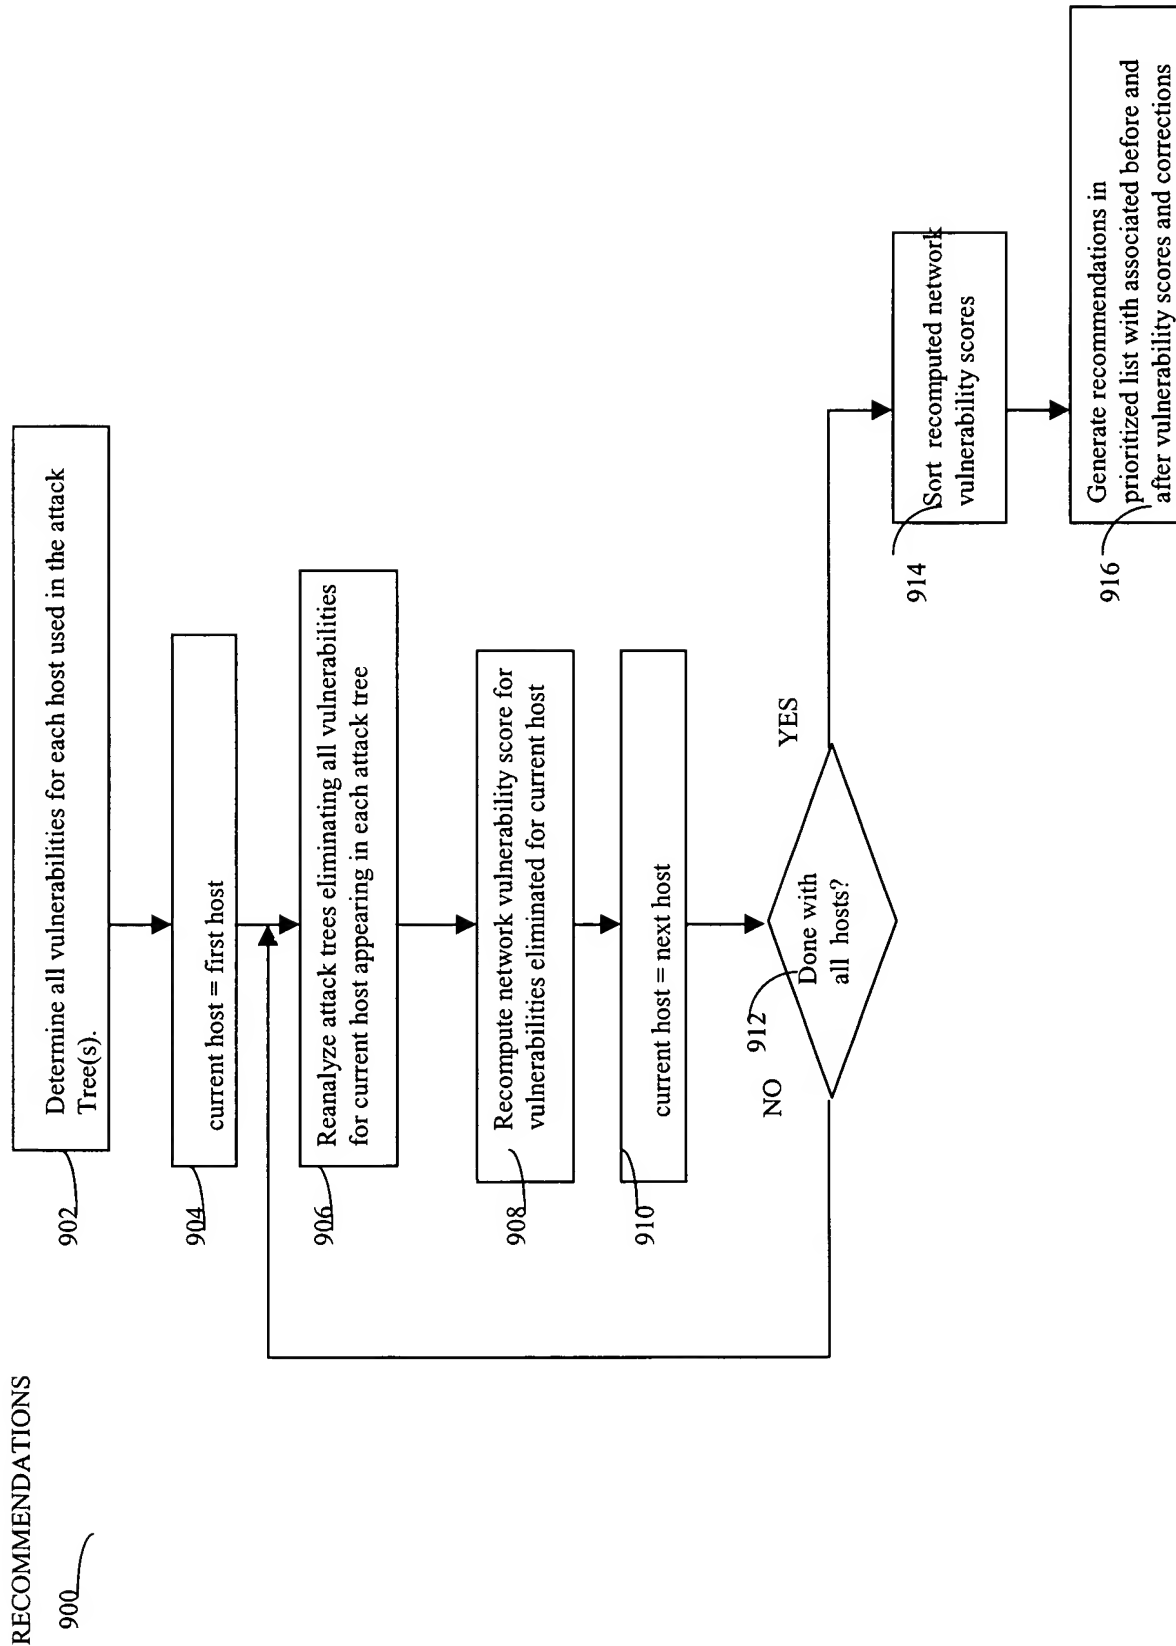 RECOMMENDATIONS
900
902
Determine all vulnerabilities for each host used in the attack
Tree(s).
904
current host = first host
906
Reanalyze attack trees eliminating all vulnerabilities
for current host appearing in each attack tree
908
Recompute network vulnerability score for
vulnerabilities eliminated for current host
910
current host = next host
912
Done with
all hosts?
NO
YES
914
Sort recomputed network
vulnerability scores
916
Generate recommendations in
prioritized list with associated before and
after vulnerability scores and corrections